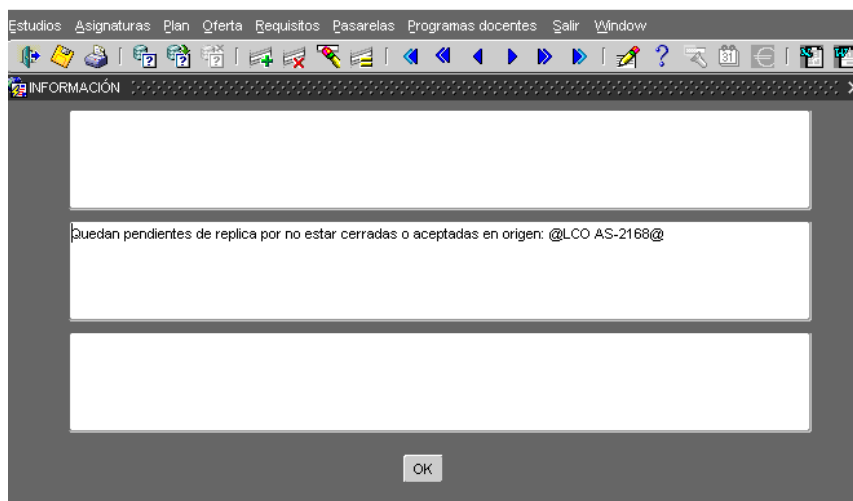 Estudios Asignaturas Plan Oferta Requisitos Pasarelas Programas docentes Salir Window
INFORMACIÓN
Quedan pendientes de replica por no estar cerradas o aceptadas en origen: @LCO AS-2168@
OK